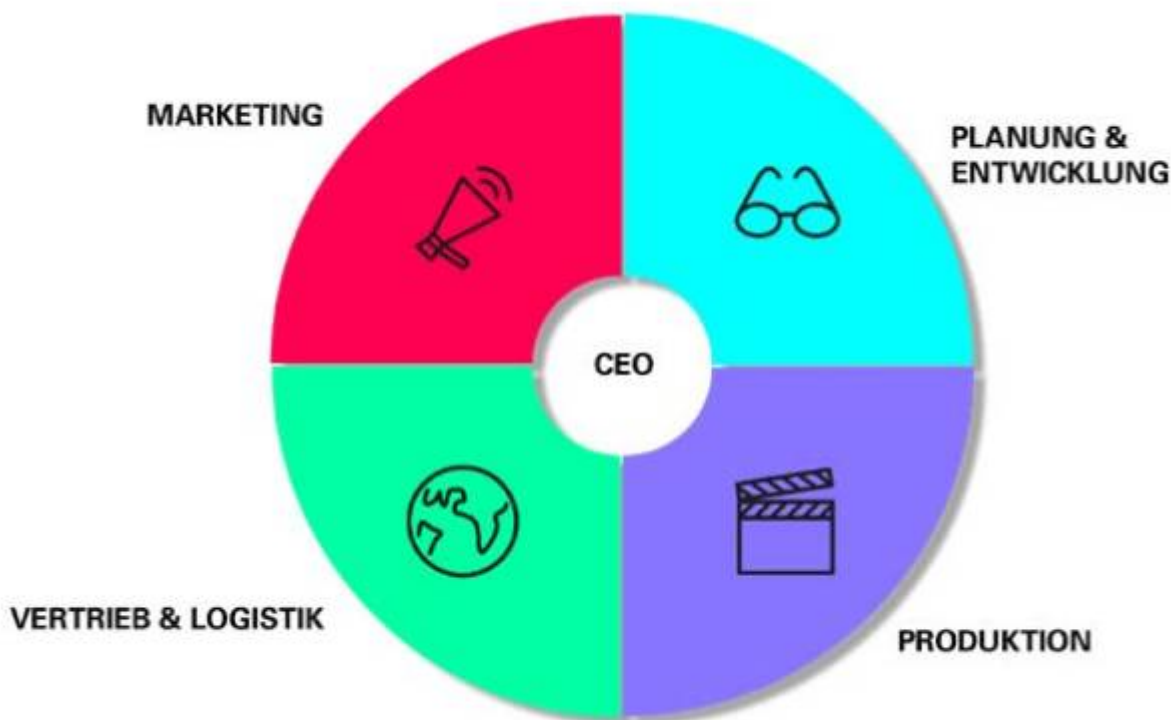 MARKETING
PLANUNG &
ENTWICKLUNG
CEO
VERTRIEB & LOGISTIK
PRODUKTION